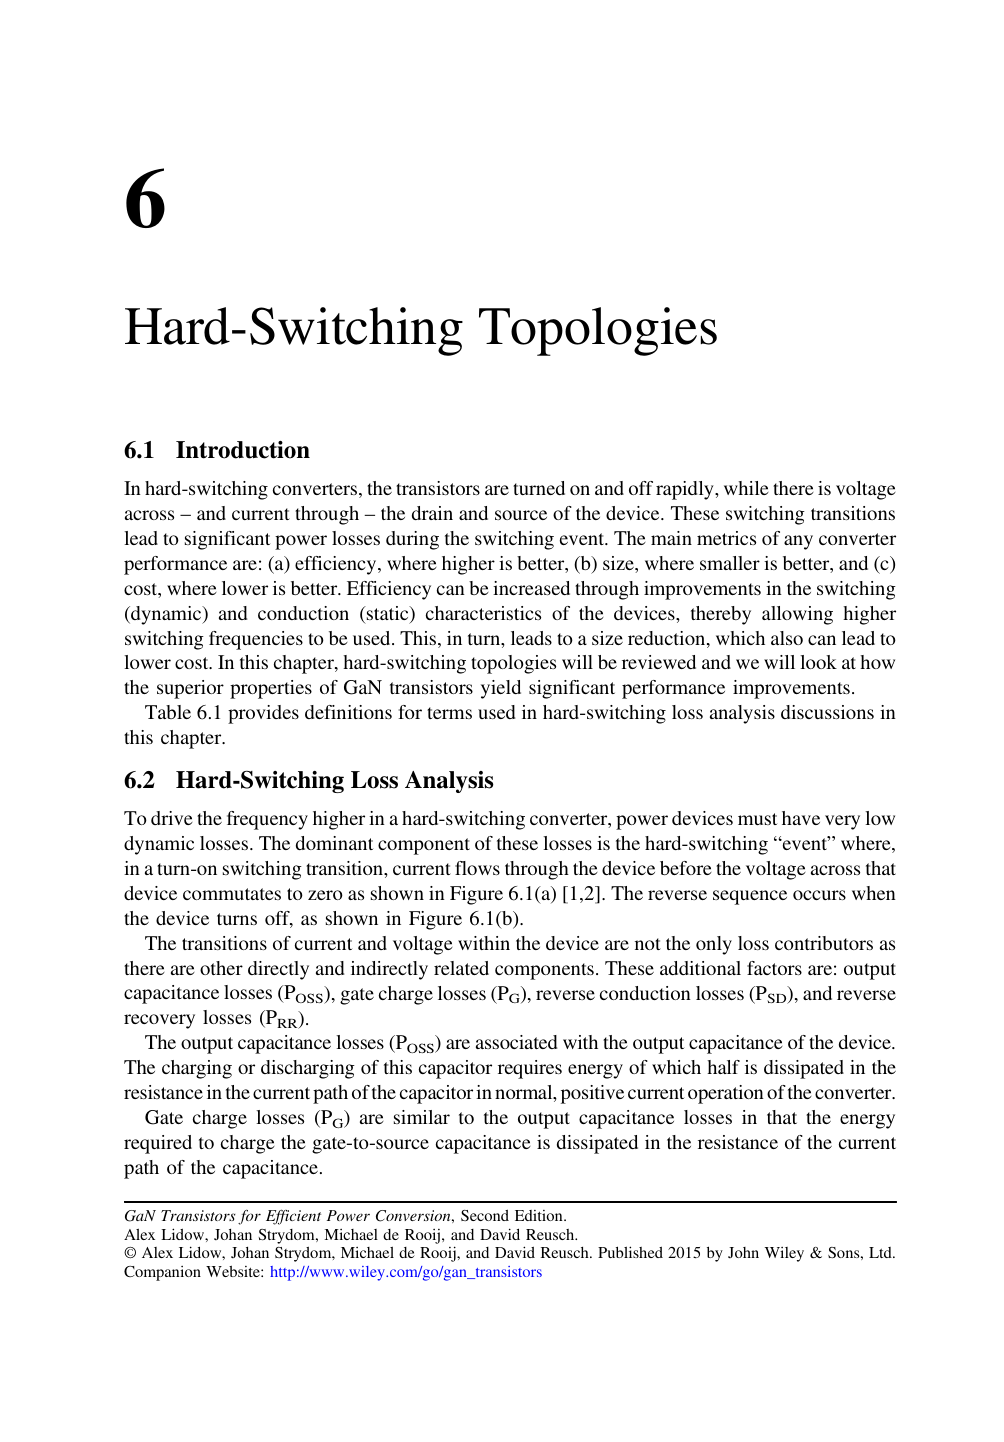 6
Hard-Switching Topologies
6.1 Introduction
In hard-switching converters, the transistors are turned on and off rapidly, while there is voltage
across – and current through – the drain and source of the device. These switching transitions
lead to significant power losses during the switching event. The main metrics of any converter
performance are: (a) efficiency, where higher is better, (b) size, where smaller is better, and (c)
cost, where lower is better. Efficiency can be increased through improvements in the switching
(dynamic) and conduction (static) characteristics of the devices, thereby allowing higher
switching frequencies to be used. This, in turn, leads to a size reduction, which also can lead to
lower cost. In this chapter, hard-switching topologies will be reviewed and we will look at how
the superior properties of GaN transistors yield significant performance improvements.
Table 6.1 provides definitions for terms used in hard-switching loss analysis discussions in
this chapter.
6.2 Hard-Switching Loss Analysis
To drive the frequency higher in a hard-switching converter, power devices must have very low
dynamic losses. The dominant component of these losses is the hard-switching “event” where,
in a turn-on switching transition, current flows through the device before the voltage across that
device commutates to zero as shown in Figure 6.1(a) [1,2]. The reverse sequence occurs when
the device turns off, as shown in Figure 6.1(b).
The transitions of current and voltage within the device are not the only loss contributors as
there are other directly and indirectly related components. These additional factors are: output
capacitance losses (POSS), gate charge losses (PG), reverse conduction losses (PSD), and reverse
recovery losses (PRR).
The output capacitance losses (POSS) are associated with the output capacitance of the device.
The charging or discharging of this capacitor requires energy of which half is dissipated in the
resistance in the current path of the capacitor in normal, positive current operation of the converter.
Gate charge losses (PG) are similar to the output capacitance losses in that the energy
required to charge the gate-to-source capacitance is dissipated in the resistance of the current
path of the capacitance.
GaN Transistors for Efficient Power Conversion, Second Edition.
Alex Lidow, Johan Strydom, Michael de Rooij, and David Reusch.
© Alex Lidow, Johan Strydom, Michael de Rooij, and David Reusch. Published 2015 by John Wiley & Sons, Ltd.
Companion Website: http://www.wiley.com/go/gan_transistors